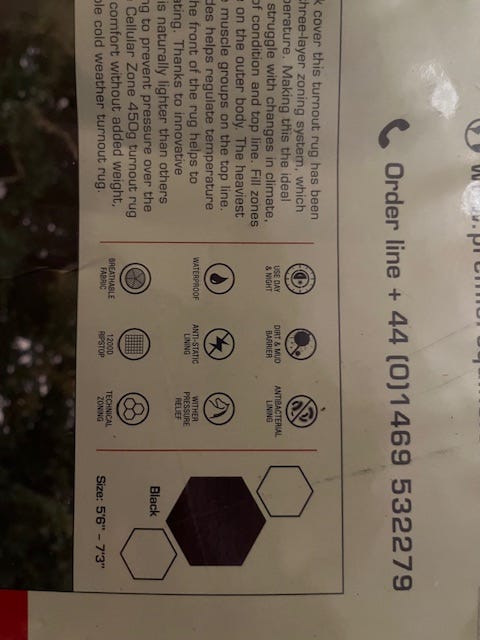 Order line + 44 (0)1469 532279
cover this turnout rug has been
hree-layer zoning system, which
perature. Making this the ideal
struggle with changes in climate,
of condition and top line. Fill zones
on the outer body. The heaviest
muscle groups on the top line.
des helps regulate temperature
he front of the rug helps to
ating. Thanks to innovative
is naturally lighter than others
ng to prevent pressure over the
Cellular Zone 450g turnout rug
comfort without added weight,
ble cold weather turnout rug.
USE DAY
& NIGHT
DIRT & MUD
BARRIER
ANTIBACTERIAL
LINING
WATERPROOF
ANTI-STATIC
LINING
WITHER
PRESSURE
RELIEF
BREATHABLE
FABRIC
1200D
RIPSTOP
TECHNICAL
ZONING
Black
Size: 5'6" - 7'3"